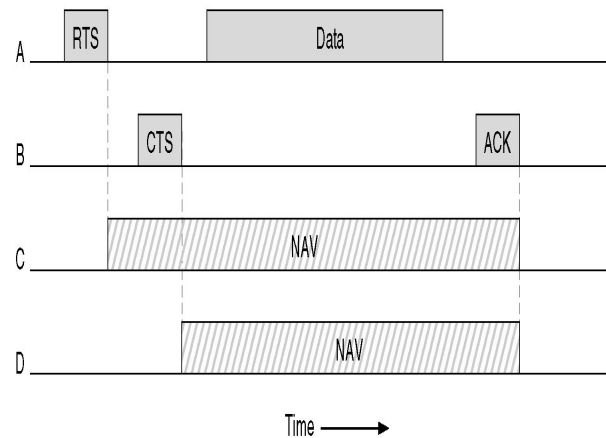 A RTS Data
B CTS ACK
C NAV
D NAV
Time